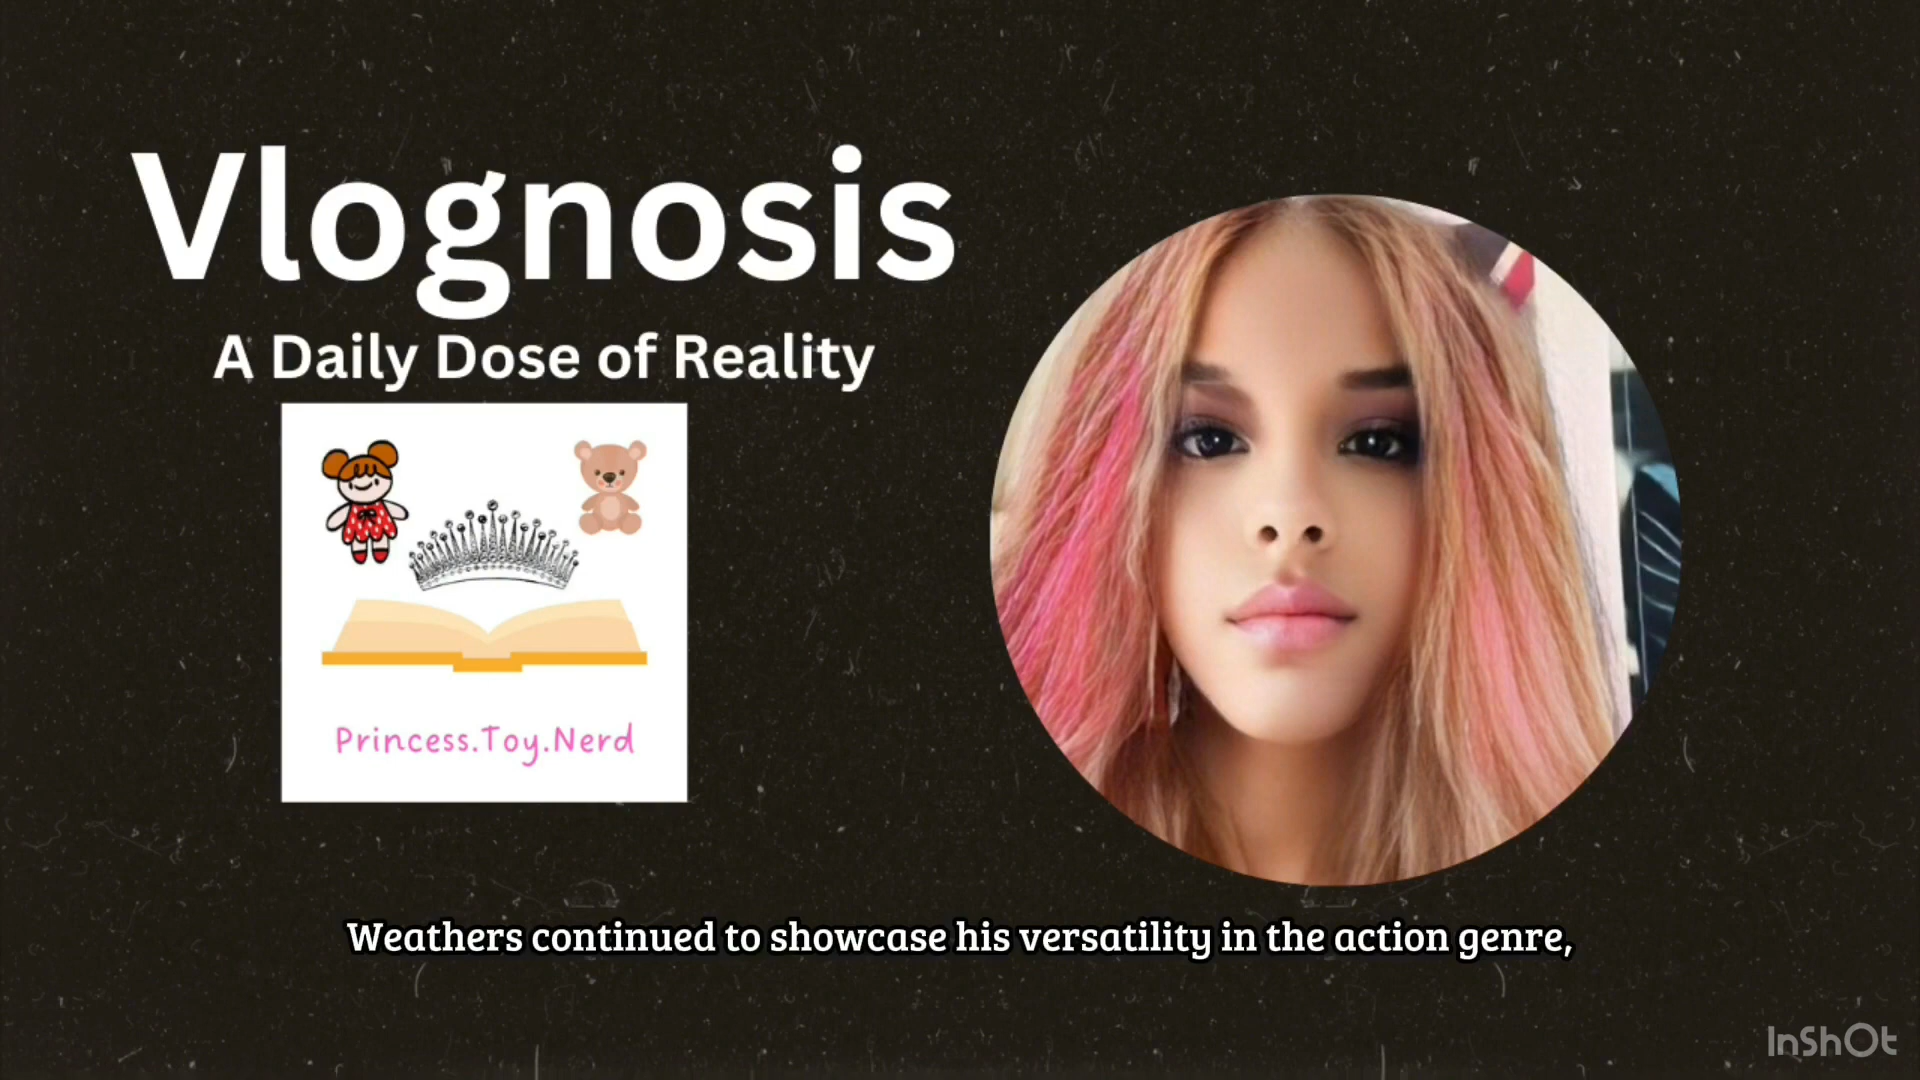 Vlognosis
A Daily Dose of Reality
Princess.Toy.Nerd
Weathers continued to showcase his versatility in the action genre,
InShOt